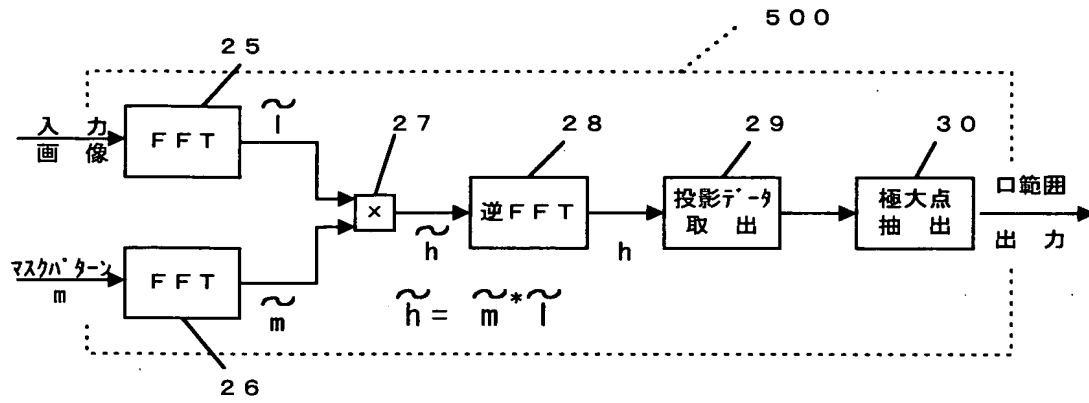 500
25
入力
画像
FFT
Ĩ
27
28
29
30
×
h̃
逆FFT
h
投影データ
取出
極大点
抽出
口範囲
出力
マスクパターン
m
FFT
m̃
h̃ = m̃*Ĩ
26